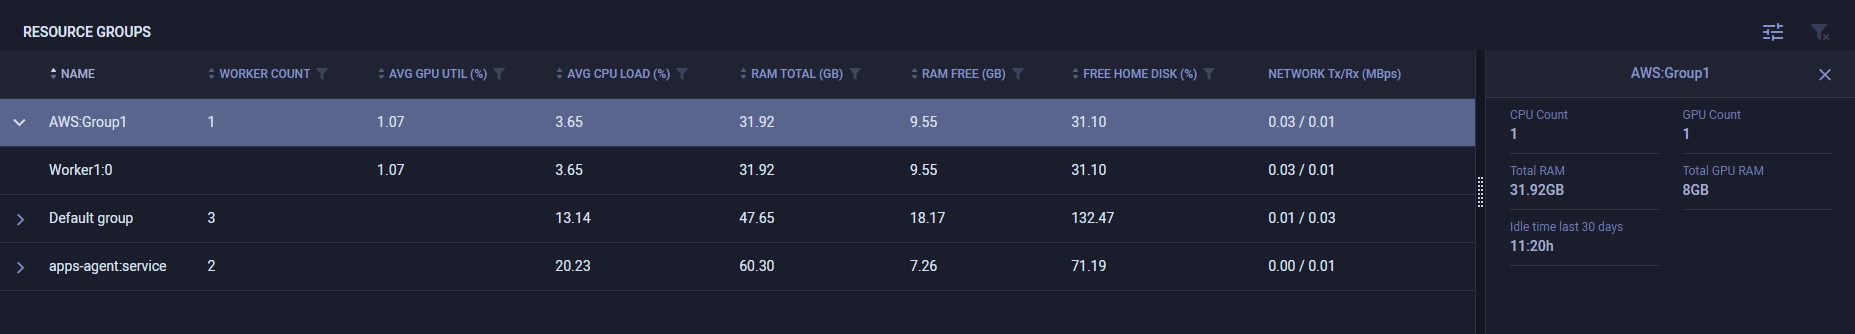 RESOURCE GROUPS
NAME WORKER COUNT AVG GPU UTIL (%) AVG CPU LOAD (%) RAM TOTAL (GB) RAM FREE (GB) FREE HOME DISK (%) NETWORK Tx/Rx (MBps)
AWS:Group1 1 1.07 3.65 31.92 9.55 31.10 0.03 / 0.01
Worker1:0 1.07 3.65 31.92 9.55 31.10 0.03 / 0.01
Default group 3 13.14 47.65 18.17 132.47 0.01 / 0.03
apps-agent:service 2 20.23 60.30 7.26 71.19 0.00 / 0.01
AWS:Group1
CPU Count GPU Count
1 1
Total RAM Total GPU RAM
31.92GB 8GB
Idle time last 30 days
11:20h